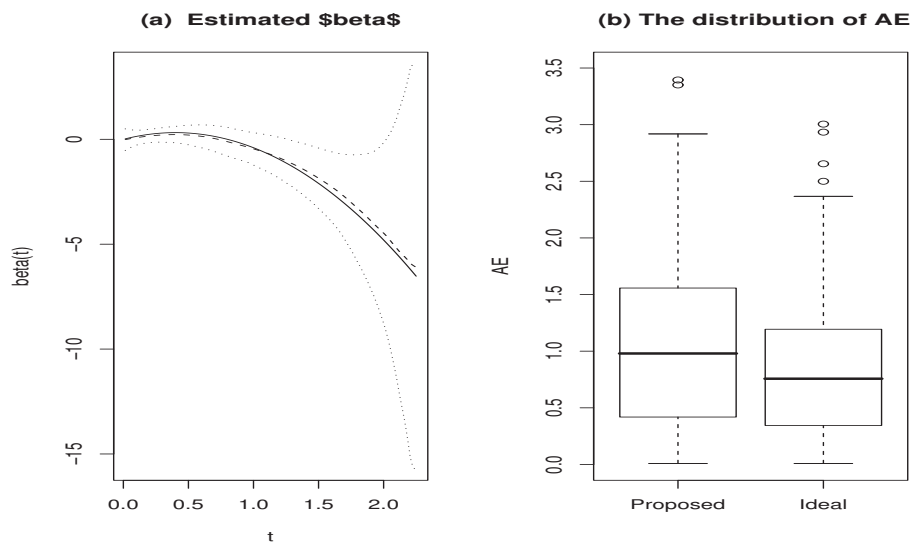 (a) Estimated $beta$
beta(t)
0
−5
−10
−15
0.0 0.5 1.0 1.5 2.0
t
(b) The distribution of AE
AE
3.5
3.0
2.5
2.0
1.5
1.0
0.5
0.0
Proposed Ideal